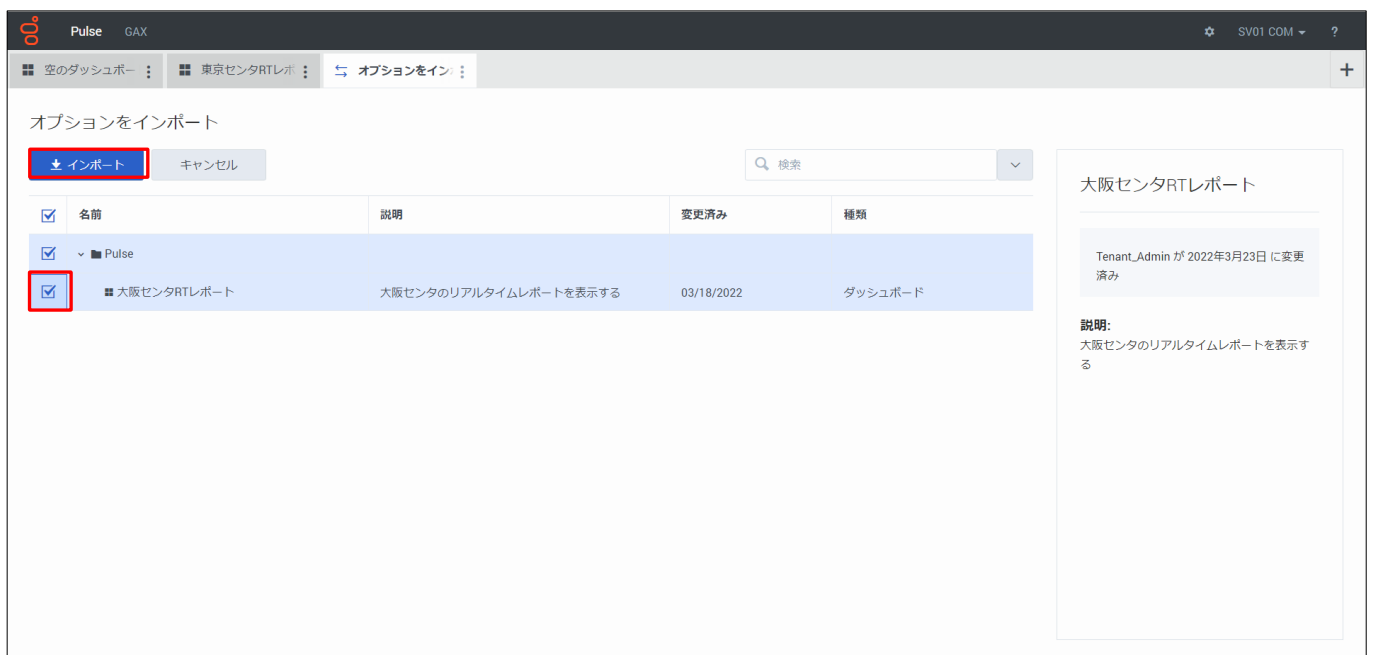 Pulse GAX SV01 COM ?
空のダッシュボー 東京センタRTレポ オプションをイン +
オプションをインポート
インポート キャンセル 検索
名前 説明 変更済み 種類
Pulse
大阪センタRTレポート 大阪センタのリアルタイムレポートを表示する 03/18/2022 ダッシュボード
大阪センタRTレポート
Tenant_Admin が 2022年3月23日 に変更
済み
説明:
大阪センタのリアルタイムレポートを表示す
る